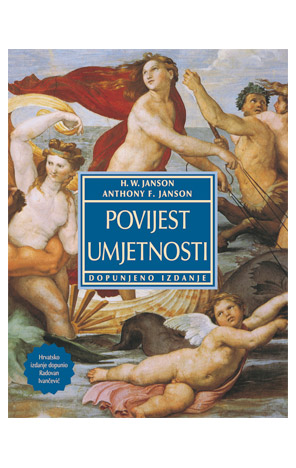 H. W. JANSON
ANTHONY F. JANSON
POVIJEST
UMJETNOSTI
DOPUNJENO IZDANJE
Hrvatsko
izdanje dopunio
Radovan
Ivančević